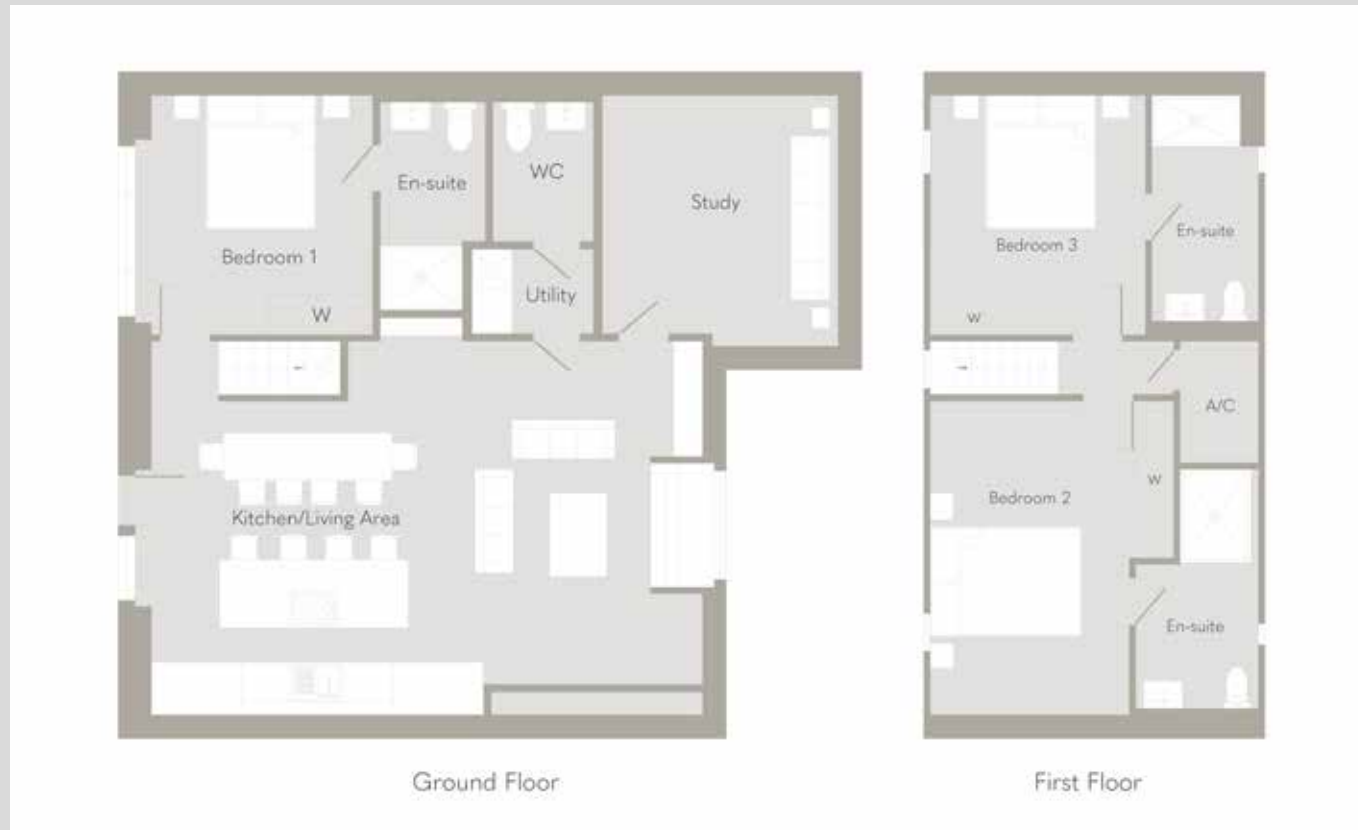 En-suite
WC
Study
Bedroom 1
Utility
W
Kitchen/Living Area
Ground Floor
En-suite
Bedroom 3
W
A/C
W
Bedroom 2
En-suite
First Floor